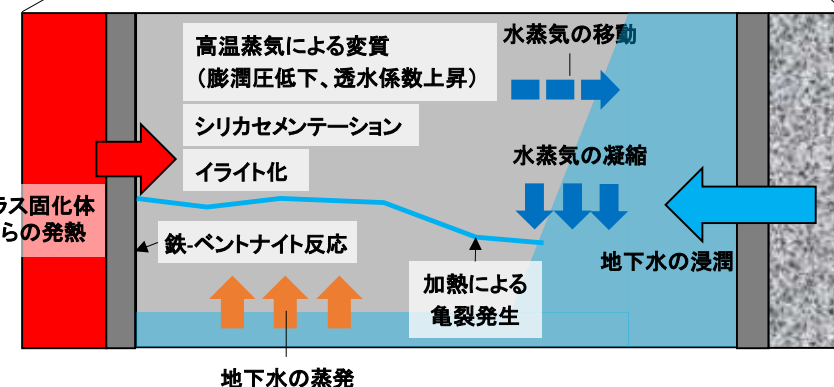 高温蒸気による変質
（膨潤圧低下、透水係数上昇）
水蒸気の移動
シリカセメンテーション
イライト化
水蒸気の凝縮
ラス固化体
らの発熱
鉄-ベントナイト反応
地下水の浸潤
加熱による
亀裂発生
地下水の蒸発